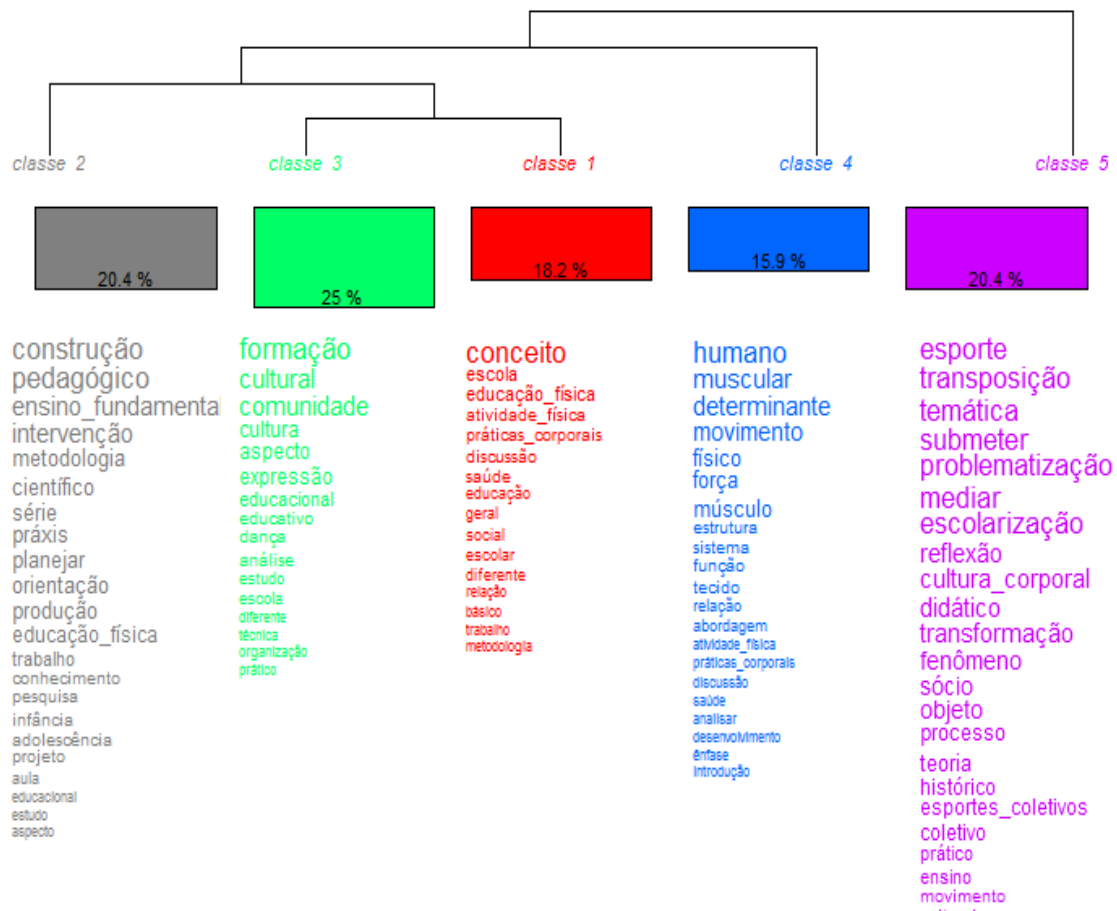 classe 2
classe 3
classe 1
classe 4
classe 5
20.4 %
25 %
18.2 %
15.9 %
20.4 %
construção
pedagógico
ensino_fundamental
intervenção
metodologia
científico
série
práxis
planejar
orientação
produção
educação_física
trabalho
conhecimento
pesquisa
infância
adolescência
projeto
aula
educacional
estudo
aspecto
formação
cultural
comunidade
cultura
aspecto
expressão
educacional
educativo
dança
análise
estudo
escola
diferente
técnica
organização
prático
conceito
escola
educação_física
atividade_física
práticas_corporais
discussão
saúde
educação
geral
social
escolar
diferente
relação
básico
trabalho
metodologia
humano
muscular
determinante
movimento
físico
força
músculo
estrutura
sistema
função
tecido
relação
abordagem
atividade_física
práticas_corporais
discussão
saúde
analisar
desenvolvimento
ênfase
introdução
esporte
transposição
temática
submeter
problematização
mediar
escolarização
reflexão
cultura_corporal
didático
transformação
fenômeno
sócio
objeto
processo
teoria
histórico
esportes_coletivos
coletivo
prático
ensino
movimento